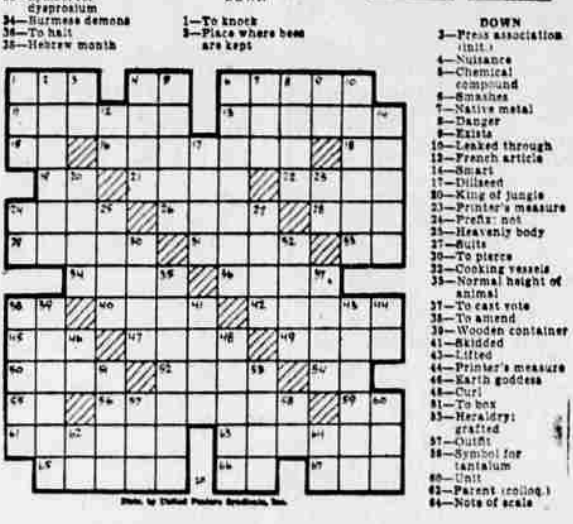 dysprosium
34—Burmese demons
36—To halt
38—Hebrew month
1—To knock
2—Place where bees
are kept
DOWN
3—Press association
(init.)
4—Nuisance
5—Chemical
compound
6—Smashes
7—Native metal
8—Danger
9—Exists
10—Leaked through
12—French article
14—Smart
17—Dillseed
20—King of jungle
23—Printer's measure
24—Prefix: not
25—Heavenly body
27—Suits
30—To pierce
32—Cooking vessels
35—Normal height of
animal
37—To cast vote
38—To amend
39—Wooden container
41—Skidded
43—Lifted
44—Printer's measure
46—Earth goddess
48—Curl
51—To box
53—Heraldry:
grafted
57—Outfit
58—Symbol for
tantalum
60—Unit
62—Parent (colloq.)
64—Note of scale
1 2 3 4 5 6 7 8 9 10
11 12 13 14
15 16 17 18
19 20 21 22 23
24 25 26 27 28
29 30 31 32 33
34 35 36 37
38 39 40 41 42 43 44
45 46 47 48 49
50 51 52 53 54
55 56 57 58 59 60
61 62 63 64
65 66 67
Distr. by United Feature Syndicate, Inc.